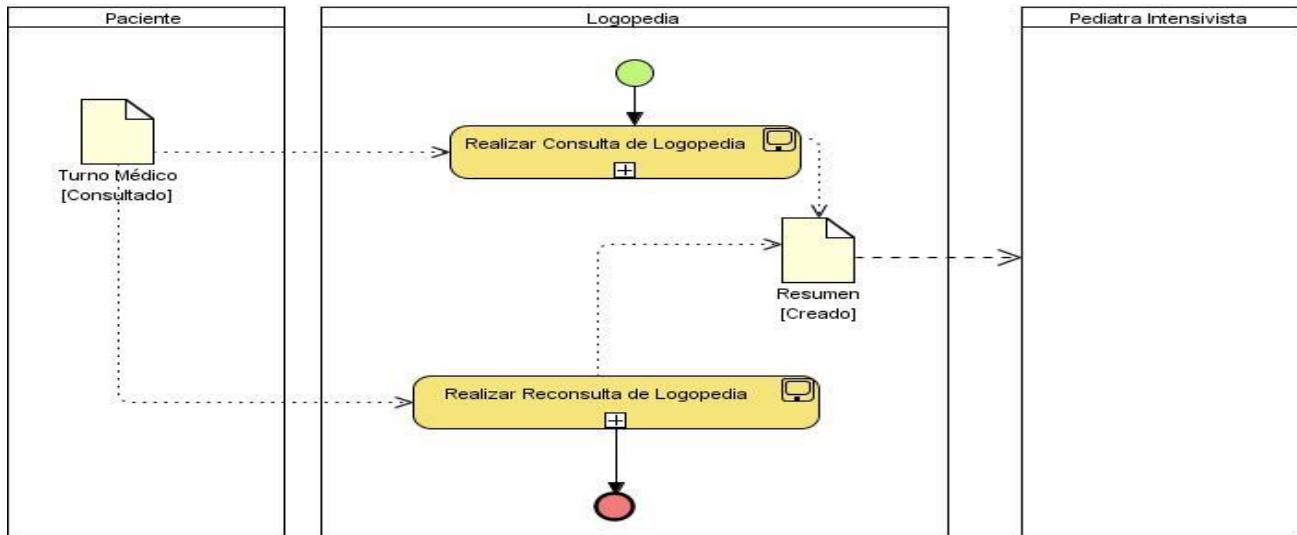 Paciente
Logopedia
Pediatra Intensivista
Realizar Consulta de Logopedia
Turno Médico
[Consultado]
Resumen
[Creado]
Realizar Reconsulta de Logopedia